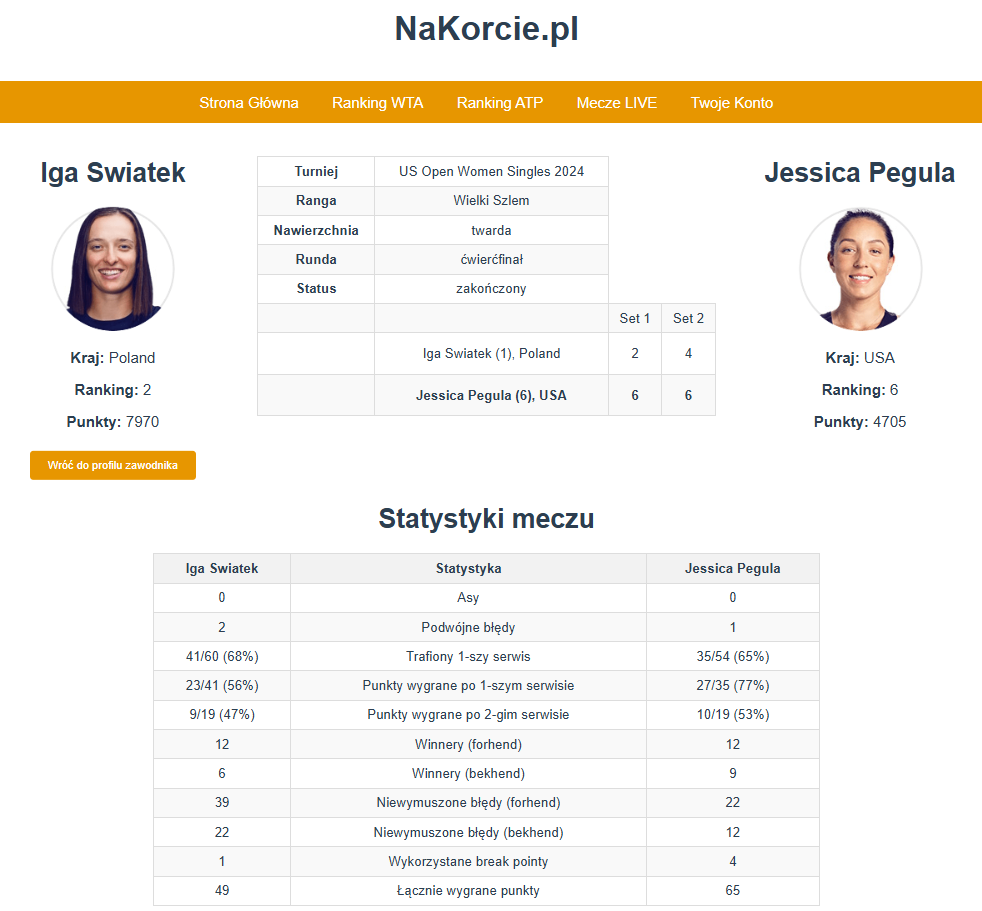 NaKorcie.pl
Strona Główna Ranking WTA Ranking ATP Mecze LIVE Twoje Konto
Iga Swiatek
Kraj: Poland
Ranking: 2
Punkty: 7970
Wróć do profilu zawodnika
Turniej US Open Women Singles 2024
Ranga Wielki Szlem
Nawierzchnia twarda
Runda ćwierćfinał
Status zakończony
Set 1 Set 2
Iga Swiatek (1), Poland 2 4
Jessica Pegula (6), USA 6 6
Jessica Pegula
Kraj: USA
Ranking: 6
Punkty: 4705
Statystyki meczu
Iga Swiatek Statystyka Jessica Pegula
0 Asy 0
2 Podwójne błędy 1
41/60 (68%) Trafiony 1-szy serwis 35/54 (65%)
23/41 (56%) Punkty wygrane po 1-szym serwisie 27/35 (77%)
9/19 (47%) Punkty wygrane po 2-gim serwisie 10/19 (53%)
12 Winnery (forhend) 12
6 Winnery (bekhend) 9
39 Niewymuszone błędy (forhend) 22
22 Niewymuszone błędy (bekhend) 12
1 Wykorzystane break pointy 4
49 Łącznie wygrane punkty 65